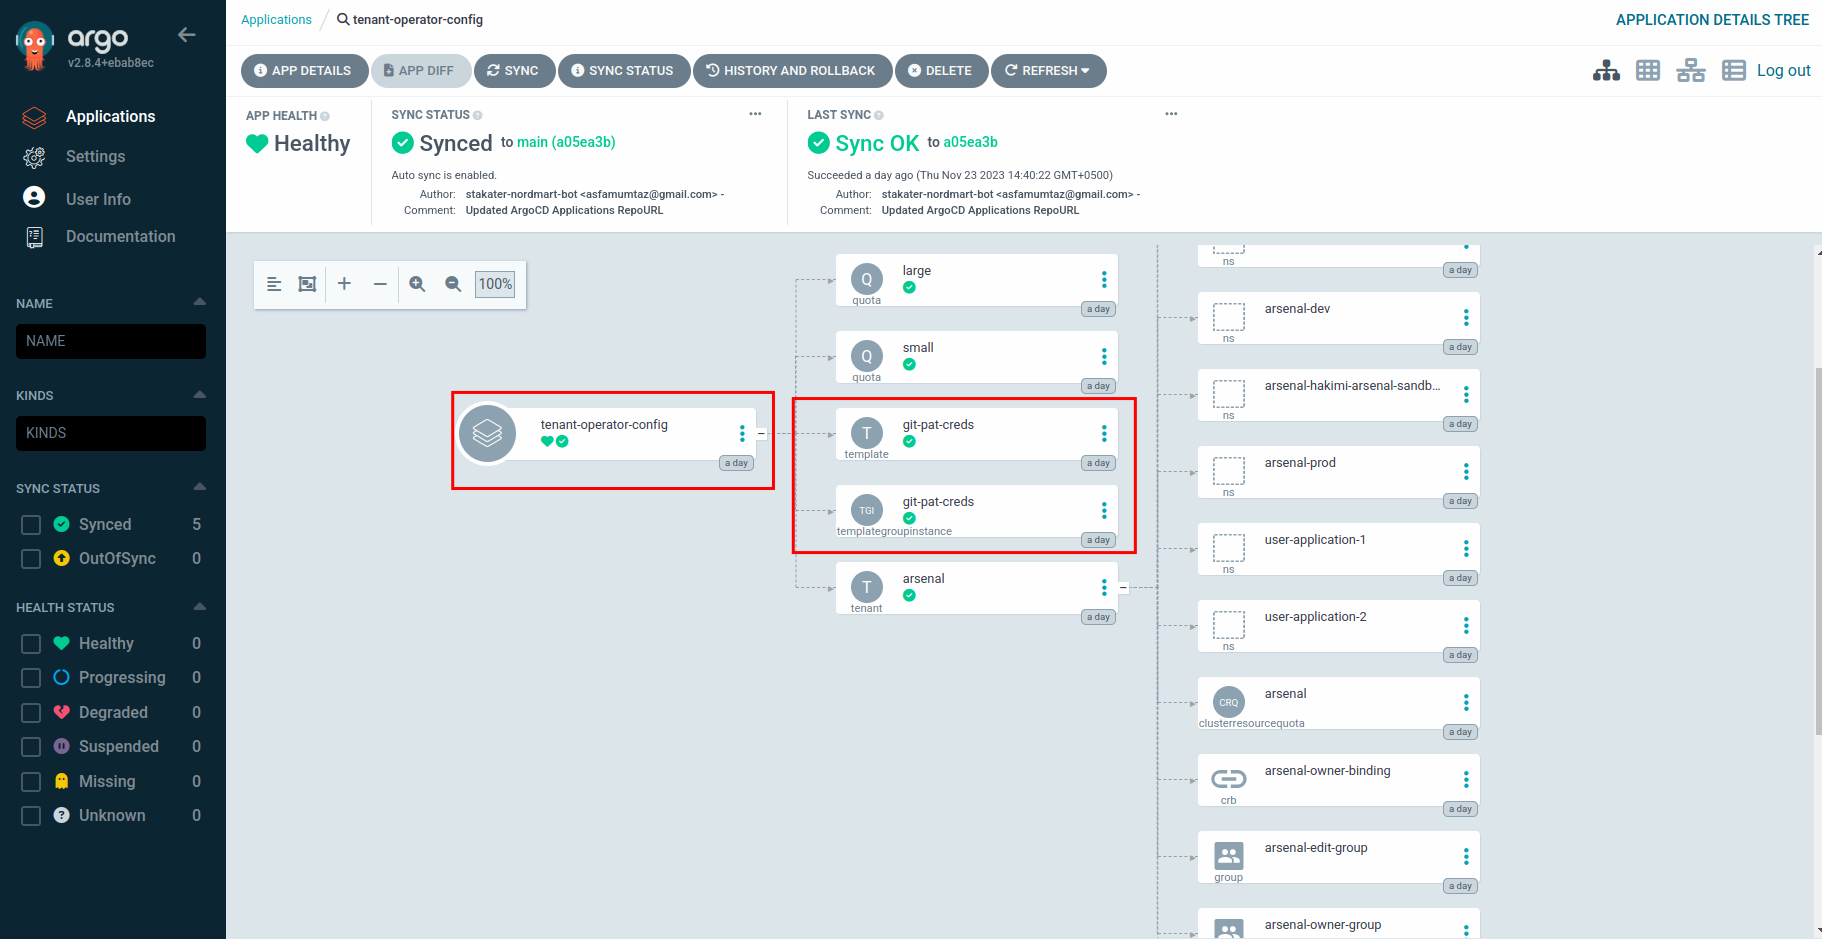 argo
v2.8.4+ebab8ec
Applications
Settings
User Info
Documentation
NAME
NAME
KINDS
KINDS
SYNC STATUS
Synced 5
OutOfSync 0
HEALTH STATUS
Healthy 0
Progressing 0
Degraded 0
Suspended 0
Missing 0
Unknown 0
Applications / tenant-operator-config
APPLICATION DETAILS TREE
APP DETAILS APP DIFF SYNC SYNC STATUS HISTORY AND ROLLBACK DELETE REFRESH Log out
APP HEALTH
Healthy
SYNC STATUS
Synced to main (a05ea3b)
Auto sync is enabled.
Author: stakater-nordmart-bot <asfamumtaz@gmail.com> -
Comment: Updated ArgoCD Applications RepoURL
LAST SYNC
Sync OK to a05ea3b
Succeeded a day ago (Thu Nov 23 2023 14:40:22 GMT+0500)
Author: stakater-nordmart-bot <asfamumtaz@gmail.com> -
Comment: Updated ArgoCD Applications RepoURL
100%
tenant-operator-config
a day
Q
large
quota
a day
Q
small
quota
a day
T
git-pat-creds
template
a day
TGI
git-pat-creds
templategroupinstance
a day
T
arsenal
tenant
a day
ns
a day
arsenal-dev
ns
a day
arsenal-hakimi-arsenal-sandb...
ns
a day
arsenal-prod
ns
a day
user-application-1
ns
a day
user-application-2
ns
a day
CRQ
arsenal
clusterresourcequota
a day
arsenal-owner-binding
crb
a day
arsenal-edit-group
group
a day
arsenal-owner-group